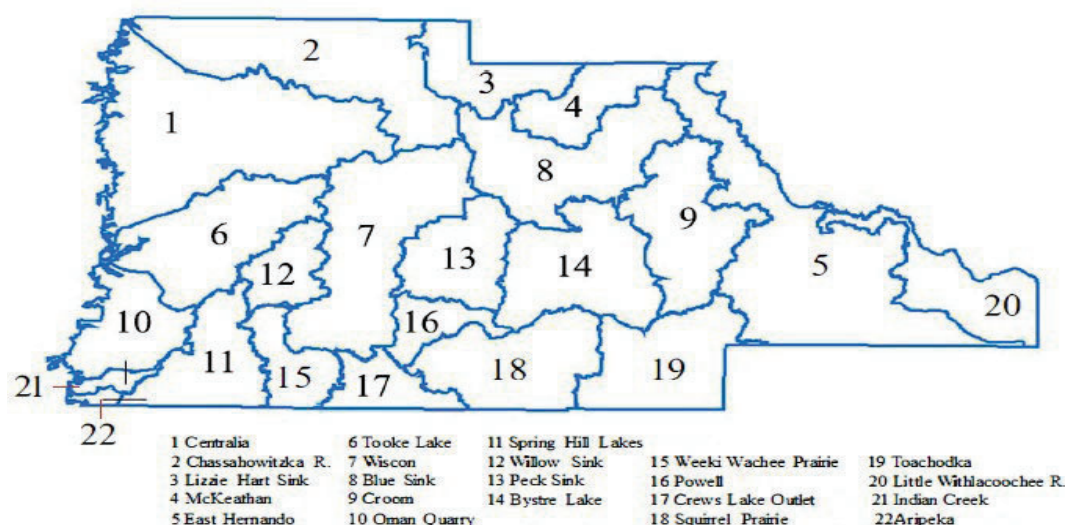 2
3
4
1
8
9
6
7
13
12
14
5
20
10
16
11
18
19
15
17
21
22
1 Centralia
2 Chassahowitzka R.
3 Lizzie Hart Sink
4 McKeathan
5 East Hernando
6 Tooke Lake
7 Wiscon
8 Blue Sink
9 Croom
10 Oman Quarry
11 Spring Hill Lakes
12 Willow Sink
13 Peck Sink
14 Bystre Lake
15 Weeki Wachee Prairie
16 Powell
17 Crews Lake Outlet
18 Squirrel Prairie
19 Toachodka
20 Little Withlacoochee R.
21 Indian Creek
22 Aripeka